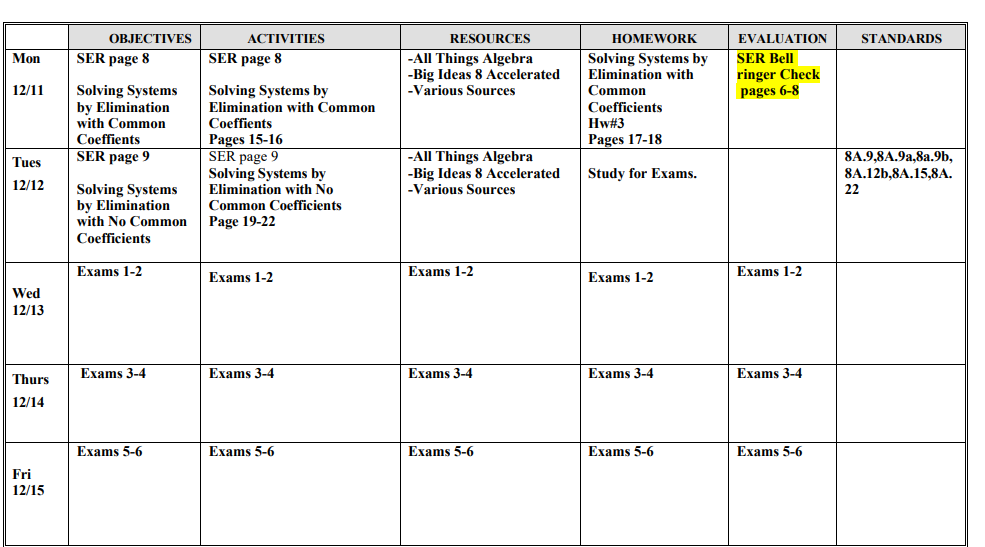 OBJECTIVES ACTIVITIES RESOURCES HOMEWORK EVALUATION STANDARDS
Mon
12/11
SER page 8
Solving Systems
by Elimination
with Common
Coeffients
SER page 8
Solving Systems by
Elimination with Common
Coeffients
Pages 15-16
-All Things Algebra
-Big Ideas 8 Accelerated
-Various Sources
Solving Systems by
Elimination with
Common
Coefficients
Hw#3
Pages 17-18
SER Bell
ringer Check
pages 6-8
Tues
12/12
SER page 9
Solving Systems
by Elimination
with No Common
Coefficients
SER page 9
Solving Systems by
Elimination with No
Common Coefficients
Page 19-22
-All Things Algebra
-Big Ideas 8 Accelerated
-Various Sources
Study for Exams.
8A.9,8A.9a,8a.9b,
8A.12b,8A.15,8A.
22
Wed
12/13
Exams 1-2
Exams 1-2
Exams 1-2
Exams 1-2
Exams 1-2
Thurs
12/14
Exams 3-4
Exams 3-4
Exams 3-4
Exams 3-4
Exams 3-4
Fri
12/15
Exams 5-6
Exams 5-6
Exams 5-6
Exams 5-6
Exams 5-6